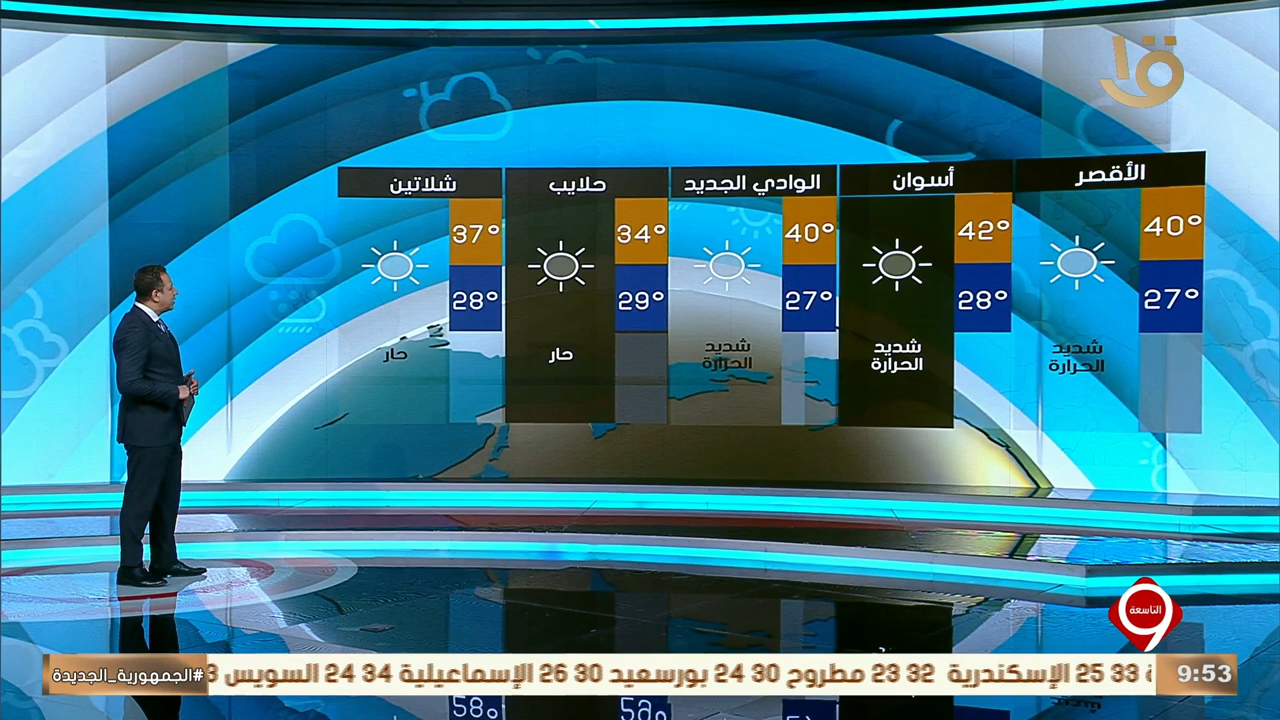 الأقصر
40°
27°
شديد
الحرارة
أسوان
42°
28°
شديد
الحرارة
الوادي الجديد
40°
27°
شديد
الحرارة
حلايب
34°
29°
حار
شلاتين
37°
28°
حار
التاسعة
9
9:53
33 25 الإسكندرية 32 23 مطروح 30 24 بورسعيد 30 26 الإسماعيلية 34 24 السويس
#الجمهورية_الجديدة